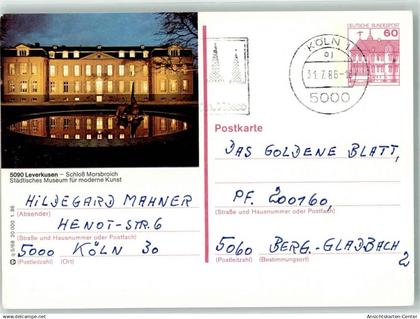 DEUTSCHE BUNDESPOST
60
KÖLN 1
31.7.86-1
5000
Postkarte
5090 Leverkusen – Schloß Morsbroich
Städtisches Museum für moderne Kunst
HILDEGARD MAHNER
(Absender)
HENOT-STR. 6
(Straße und Hausnummer oder Postfach)
5000 KÖLN 30
(Postleitzahl) (Ort)
DAS GOLDENE BLATT,
PF. 200160,
(Straße und Hausnummer oder Postfach)
5060 BERG.-GLADBACH 2
(Postleitzahl) (Bestimmungsort)
Ansichtskarten-Center